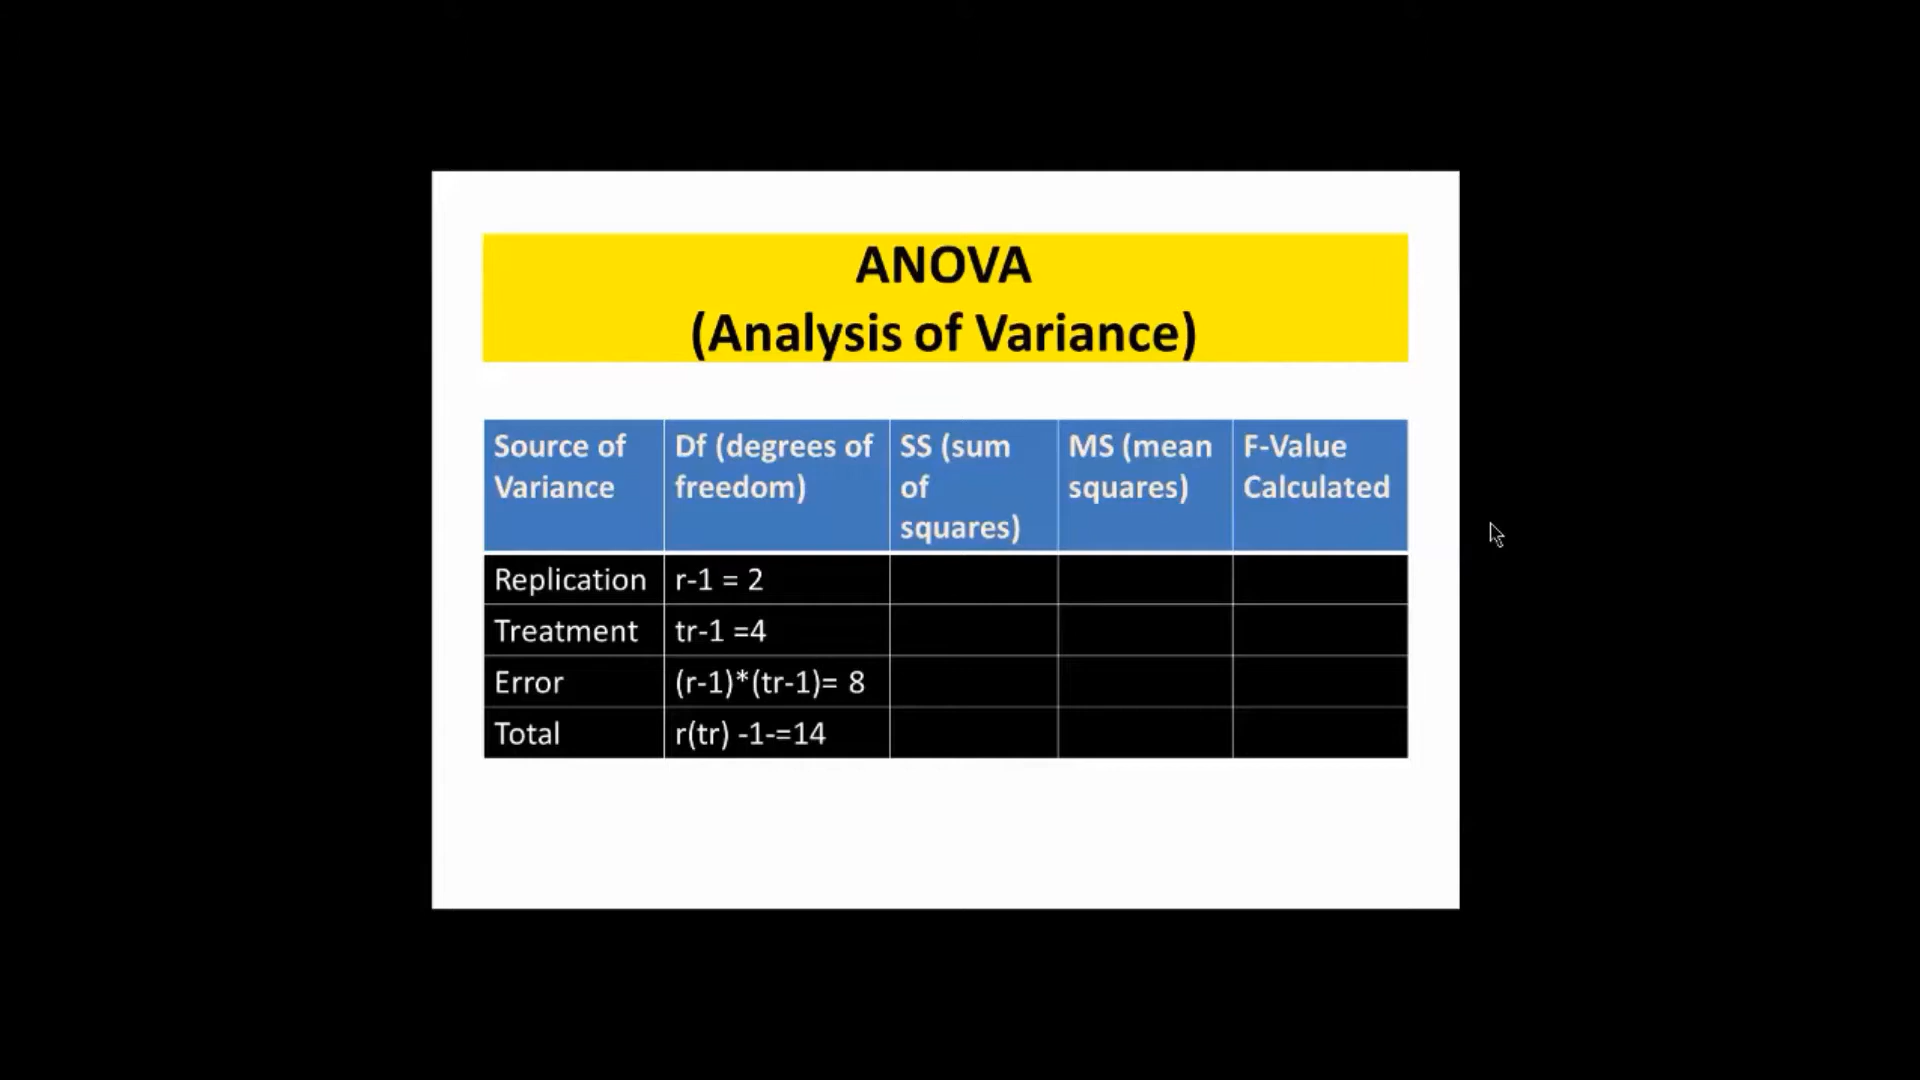 ANOVA
(Analysis of Variance)
Source of Variance Df (degrees of freedom) SS (sum of squares) MS (mean squares) F-Value Calculated
Replication r-1 = 2
Treatment tr-1 =4
Error (r-1)*(tr-1)= 8
Total r(tr) -1-=14